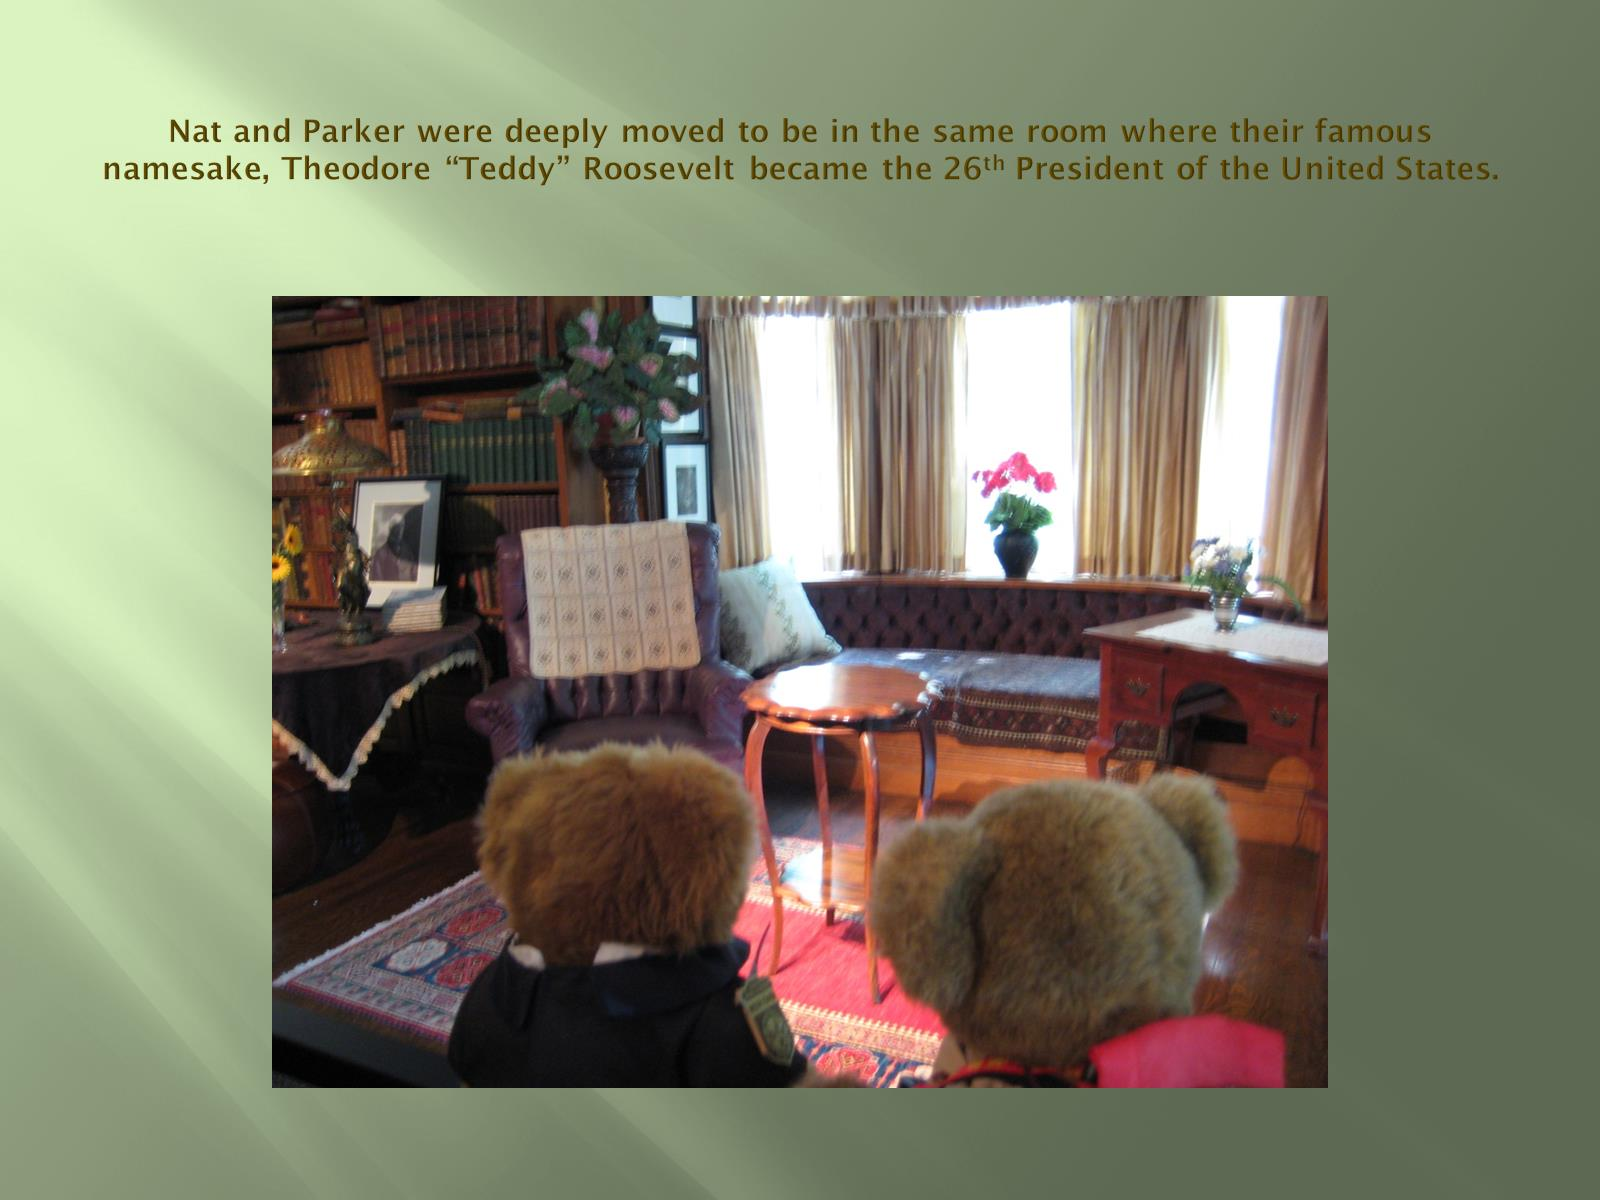 Nat and Parker were deeply moved to be in the same room where their famous
namesake, Theodore “Teddy” Roosevelt became the 26th President of the United States.